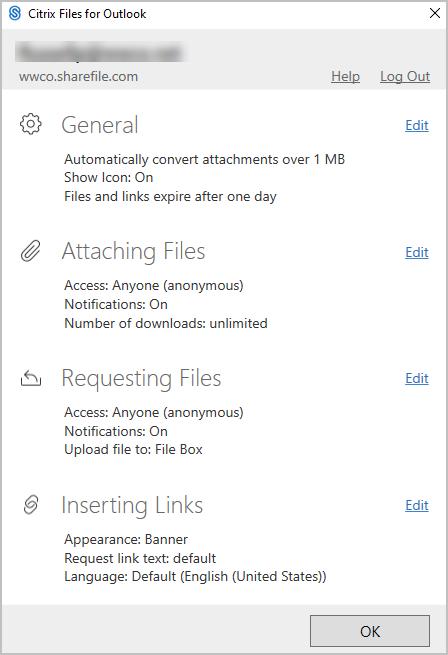 Citrix Files for Outlook
wwco.sharefile.com
Help
Log Out
General
Edit
Automatically convert attachments over 1 MB
Show Icon: On
Files and links expire after one day
Attaching Files
Edit
Access: Anyone (anonymous)
Notifications: On
Number of downloads: unlimited
Requesting Files
Edit
Access: Anyone (anonymous)
Notifications: On
Upload file to: File Box
Inserting Links
Edit
Appearance: Banner
Request link text: default
Language: Default (English (United States))
OK